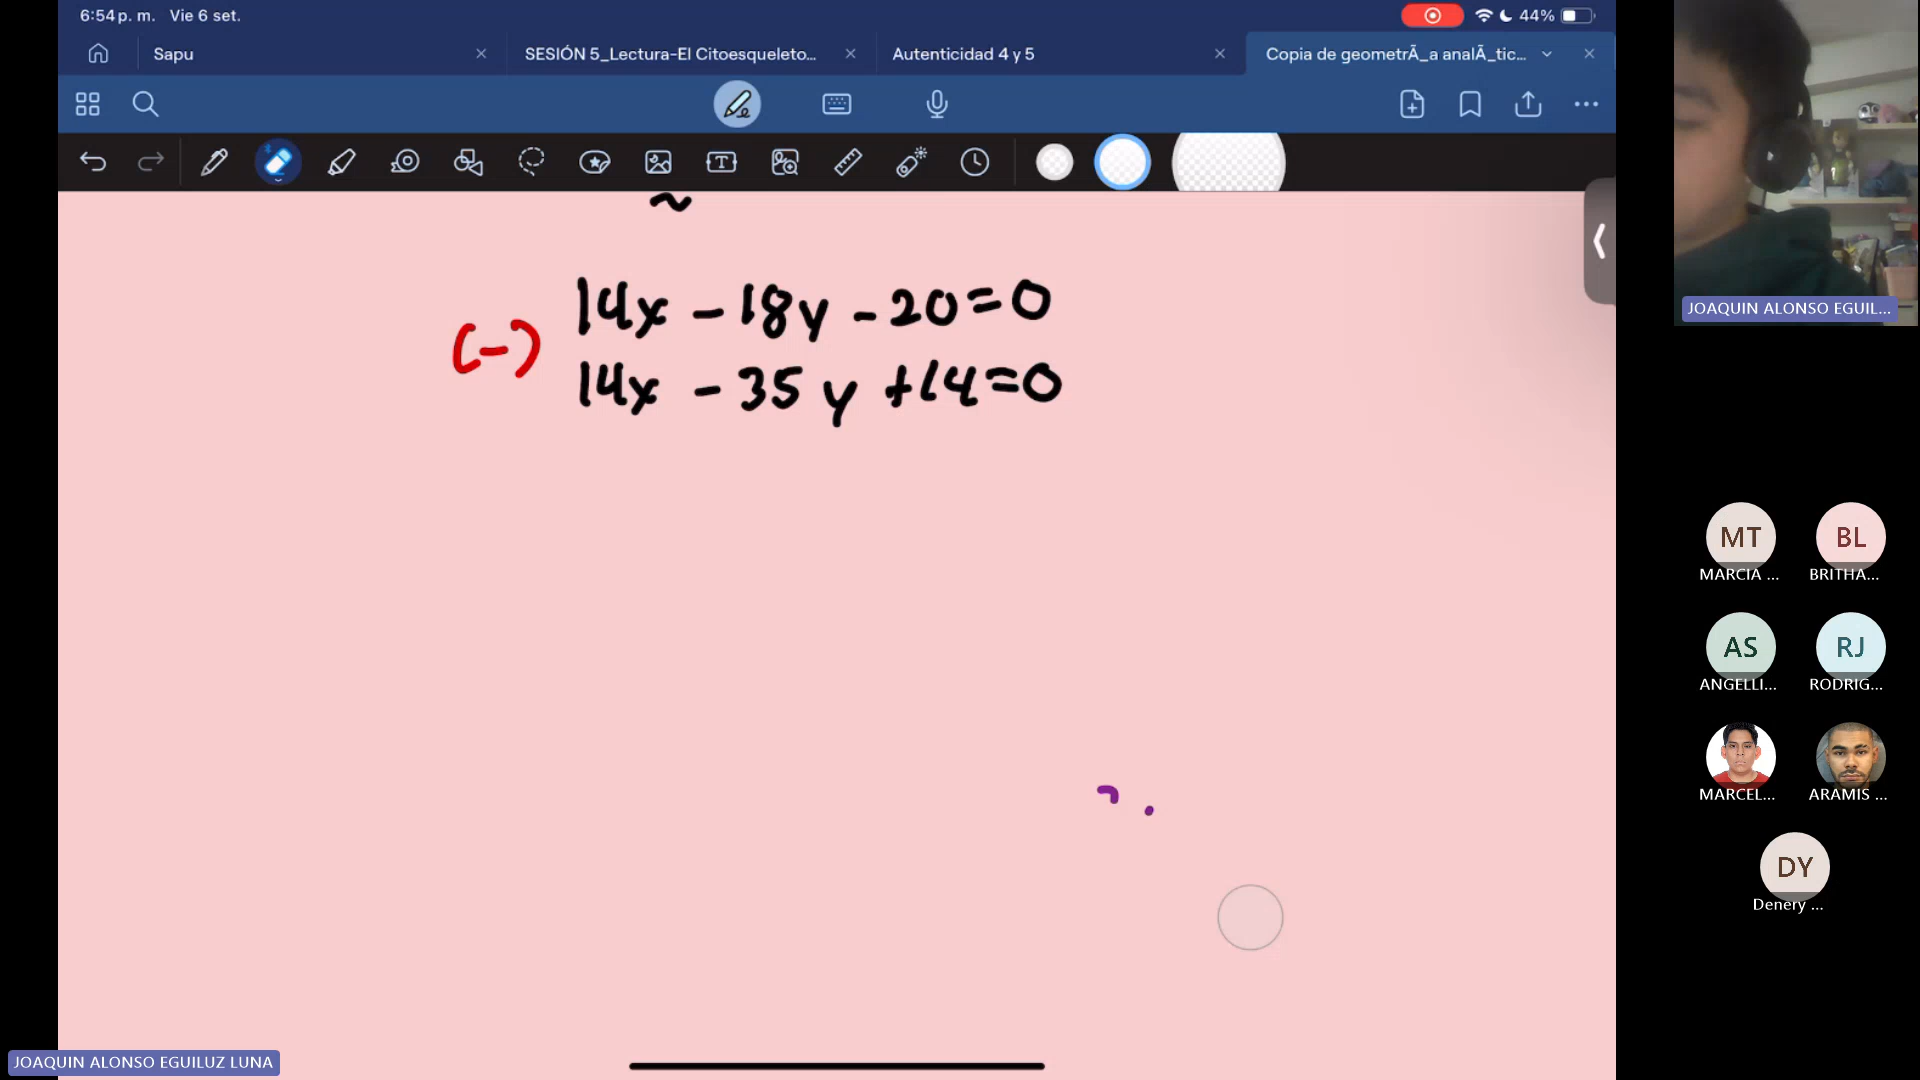 6:54 p. m. Vie 6 set.
44%
Sapu
SESIÓN 5_Lectura-El Citoesqueleto...
Autenticidad 4 y 5
Copia de geometrÃ_a analÃ_tic...
14x - 18y - 20 = 0
(-)
14x - 35y + 14 = 0
JOAQUIN ALONSO EGUIL...
MT
BL
MARCIA ...
BRITHA...
AS
RJ
ANGELLI...
RODRIG...
MARCEL...
ARAMIS ...
DY
Denery ...
JOAQUIN ALONSO EGUILUZ LUNA